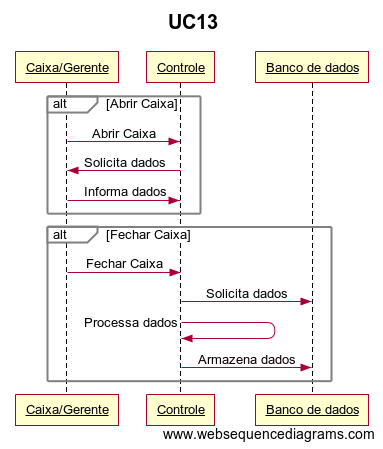 UC13
Caixa/Gerente Controle Banco de dados
alt [Abrir Caixa]
Abrir Caixa
Solicita dados
Informa dados
alt [Fechar Caixa]
Fechar Caixa
Solicita dados
Processa dados
Armazena dados
Caixa/Gerente Controle Banco de dados
www.websequencediagrams.com